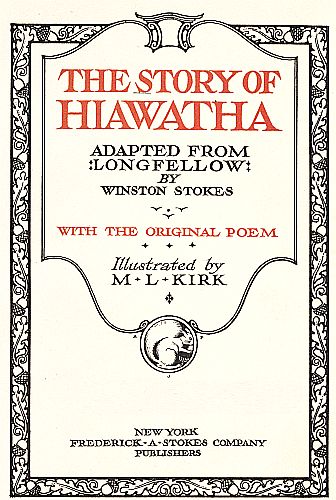 THE STORY OF
HIAWATHA
ADAPTED FROM
:LONGFELLOW:
BY
WINSTON STOKES
WITH THE ORIGINAL POEM
Illustrated by
M·L·KIRK
NEW YORK
FREDERICK·A·STOKES COMPANY
PUBLISHERS